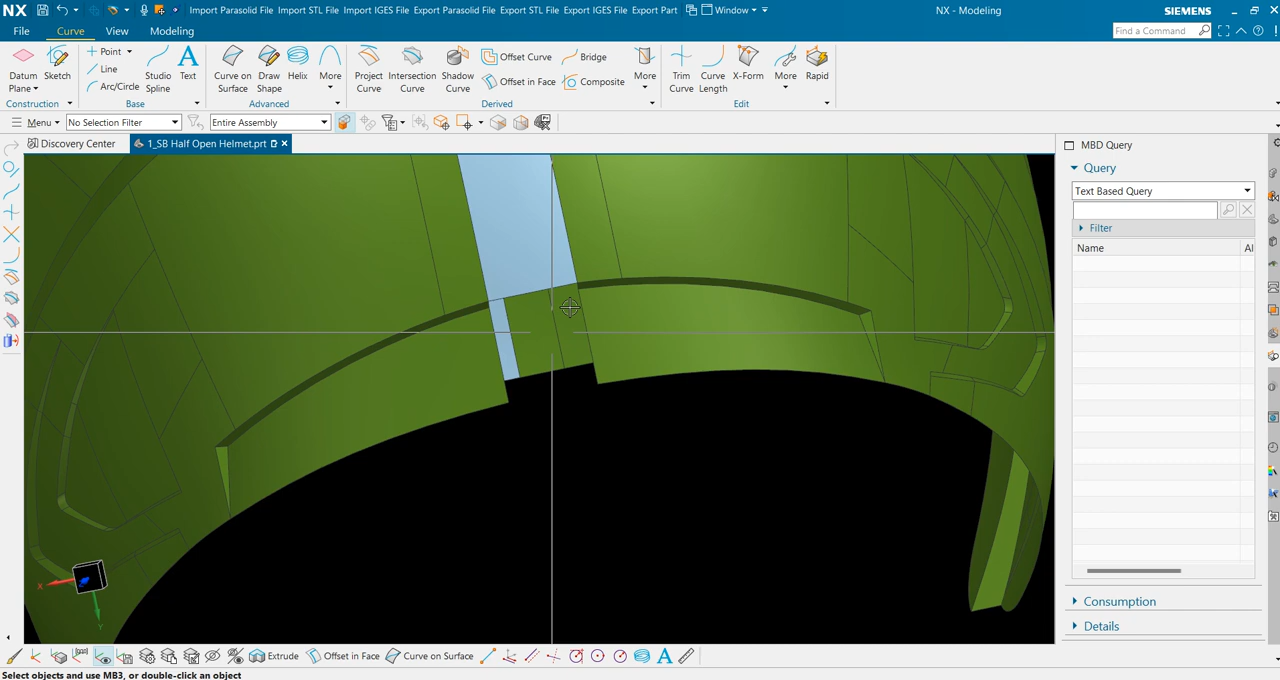 NX
Import Parasolid File Import STL File Import IGES File Export Parasolid File Export STL File Export IGES File Export Part
Window
NX - Modeling
SIEMENS
File Curve View Modeling
Find a Command
Datum Plane
Sketch
Point
Line
Arc/Circle
Studio Spline
Text
Curve on Surface
Draw Shape
Helix
More
Project Curve
Intersection Curve
Shadow Curve
Offset Curve
Offset in Face
Bridge
Composite
More
Trim Curve
Curve Length
X-Form
More
Rapid
Construction
Base
Advanced
Derived
Edit
Menu
No Selection Filter
Entire Assembly
Discovery Center
1_SB Half Open Helmet.prt
MBD Query
Query
Text Based Query
Filter
Name
Al
X
Y
Consumption
Details
Extrude
Offset in Face
Curve on Surface
Select objects and use MB3, or double-click an object